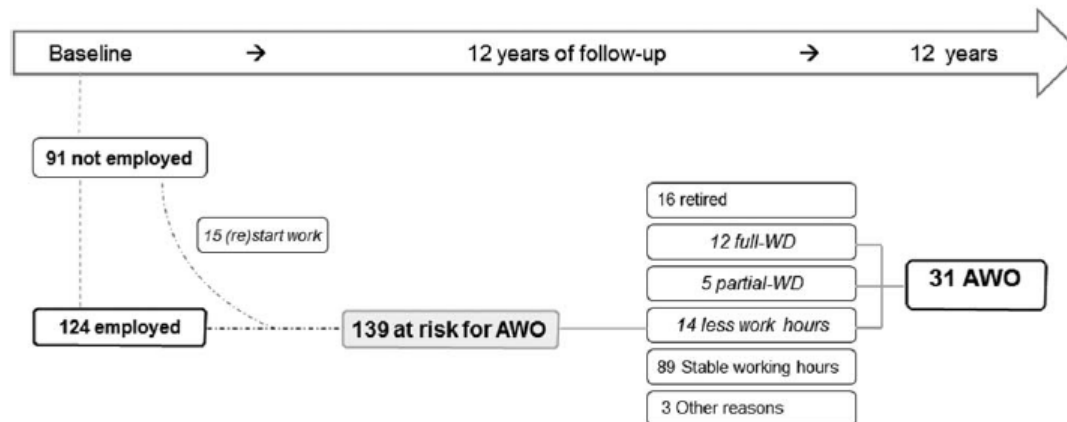 Baseline → 12 years of follow-up → 12 years
91 not employed
15 (re)start work
124 employed
139 at risk for AWO
16 retired
12 full-WD
5 partial-WD
14 less work hours
89 Stable working hours
3 Other reasons
31 AWO